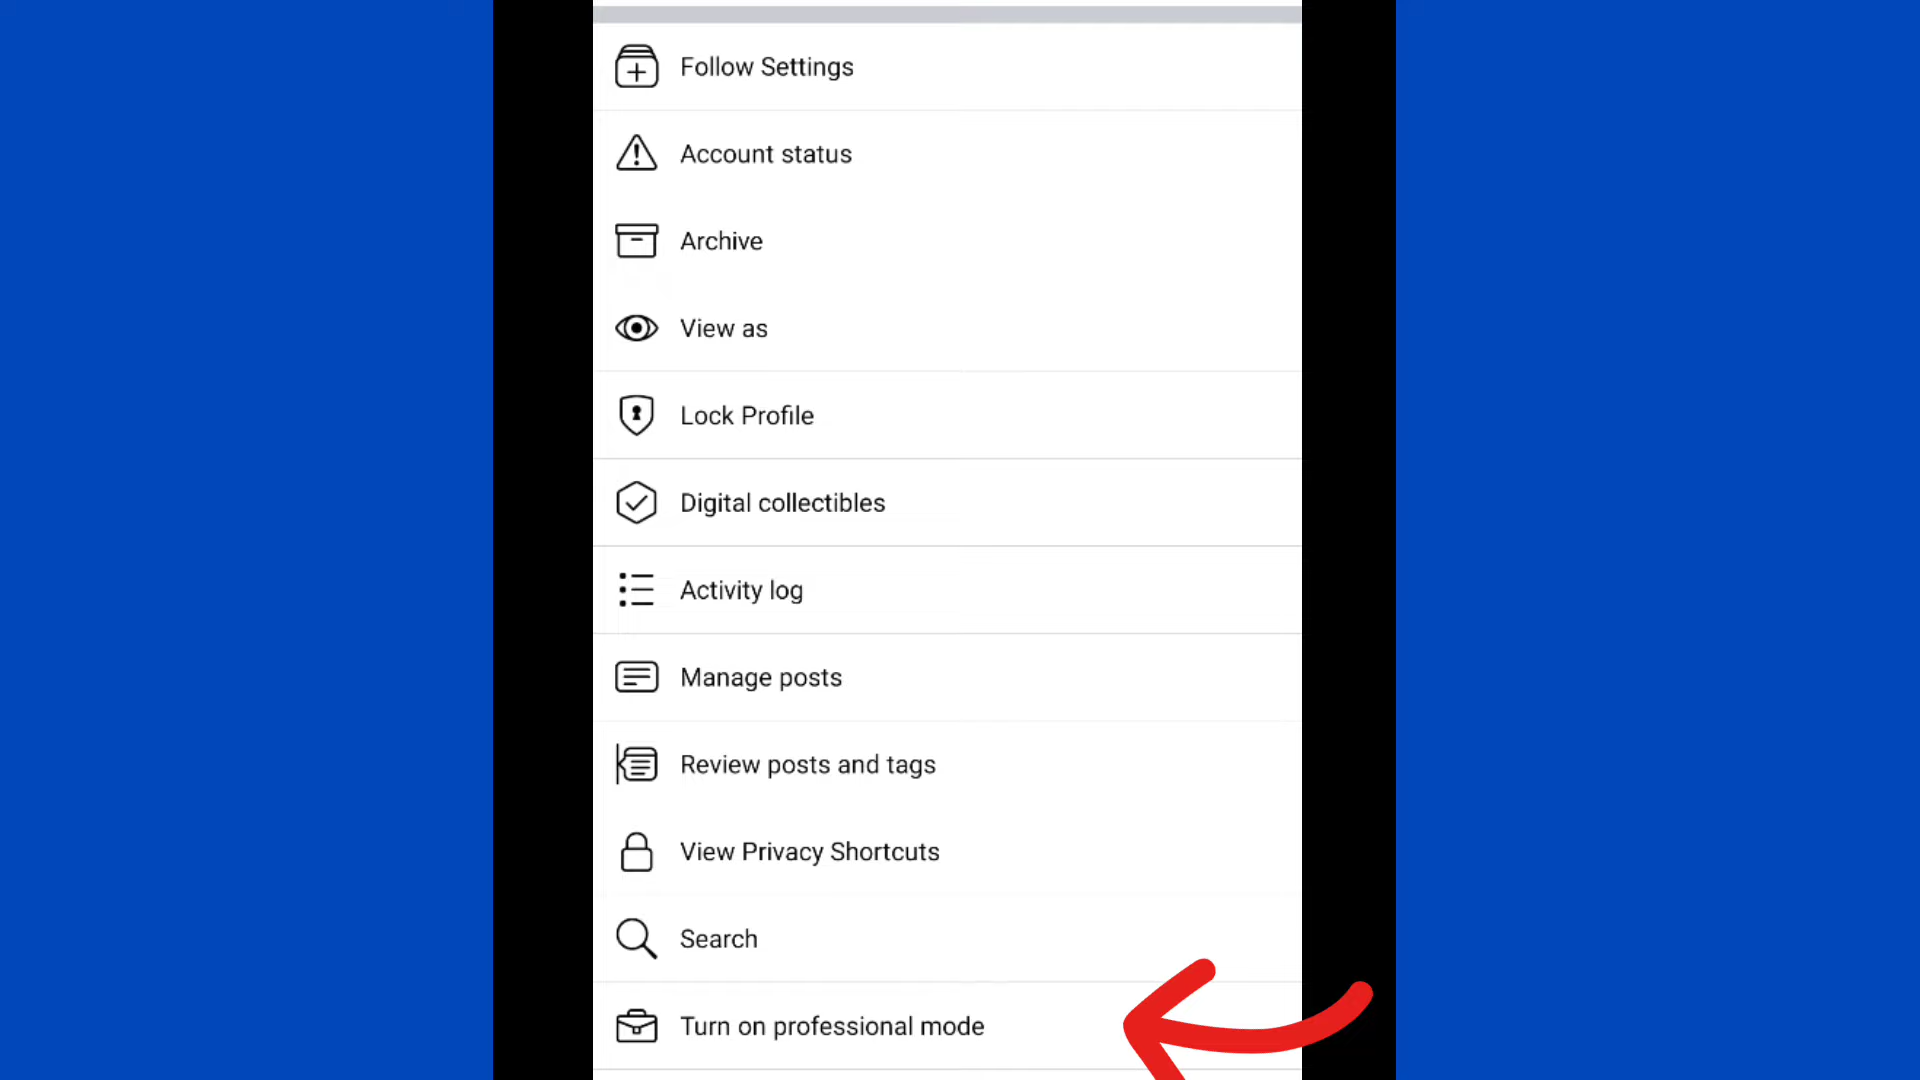 Follow Settings
Account status
Archive
View as
Lock Profile
Digital collectibles
Activity log
Manage posts
Review posts and tags
View Privacy Shortcuts
Search
Turn on professional mode